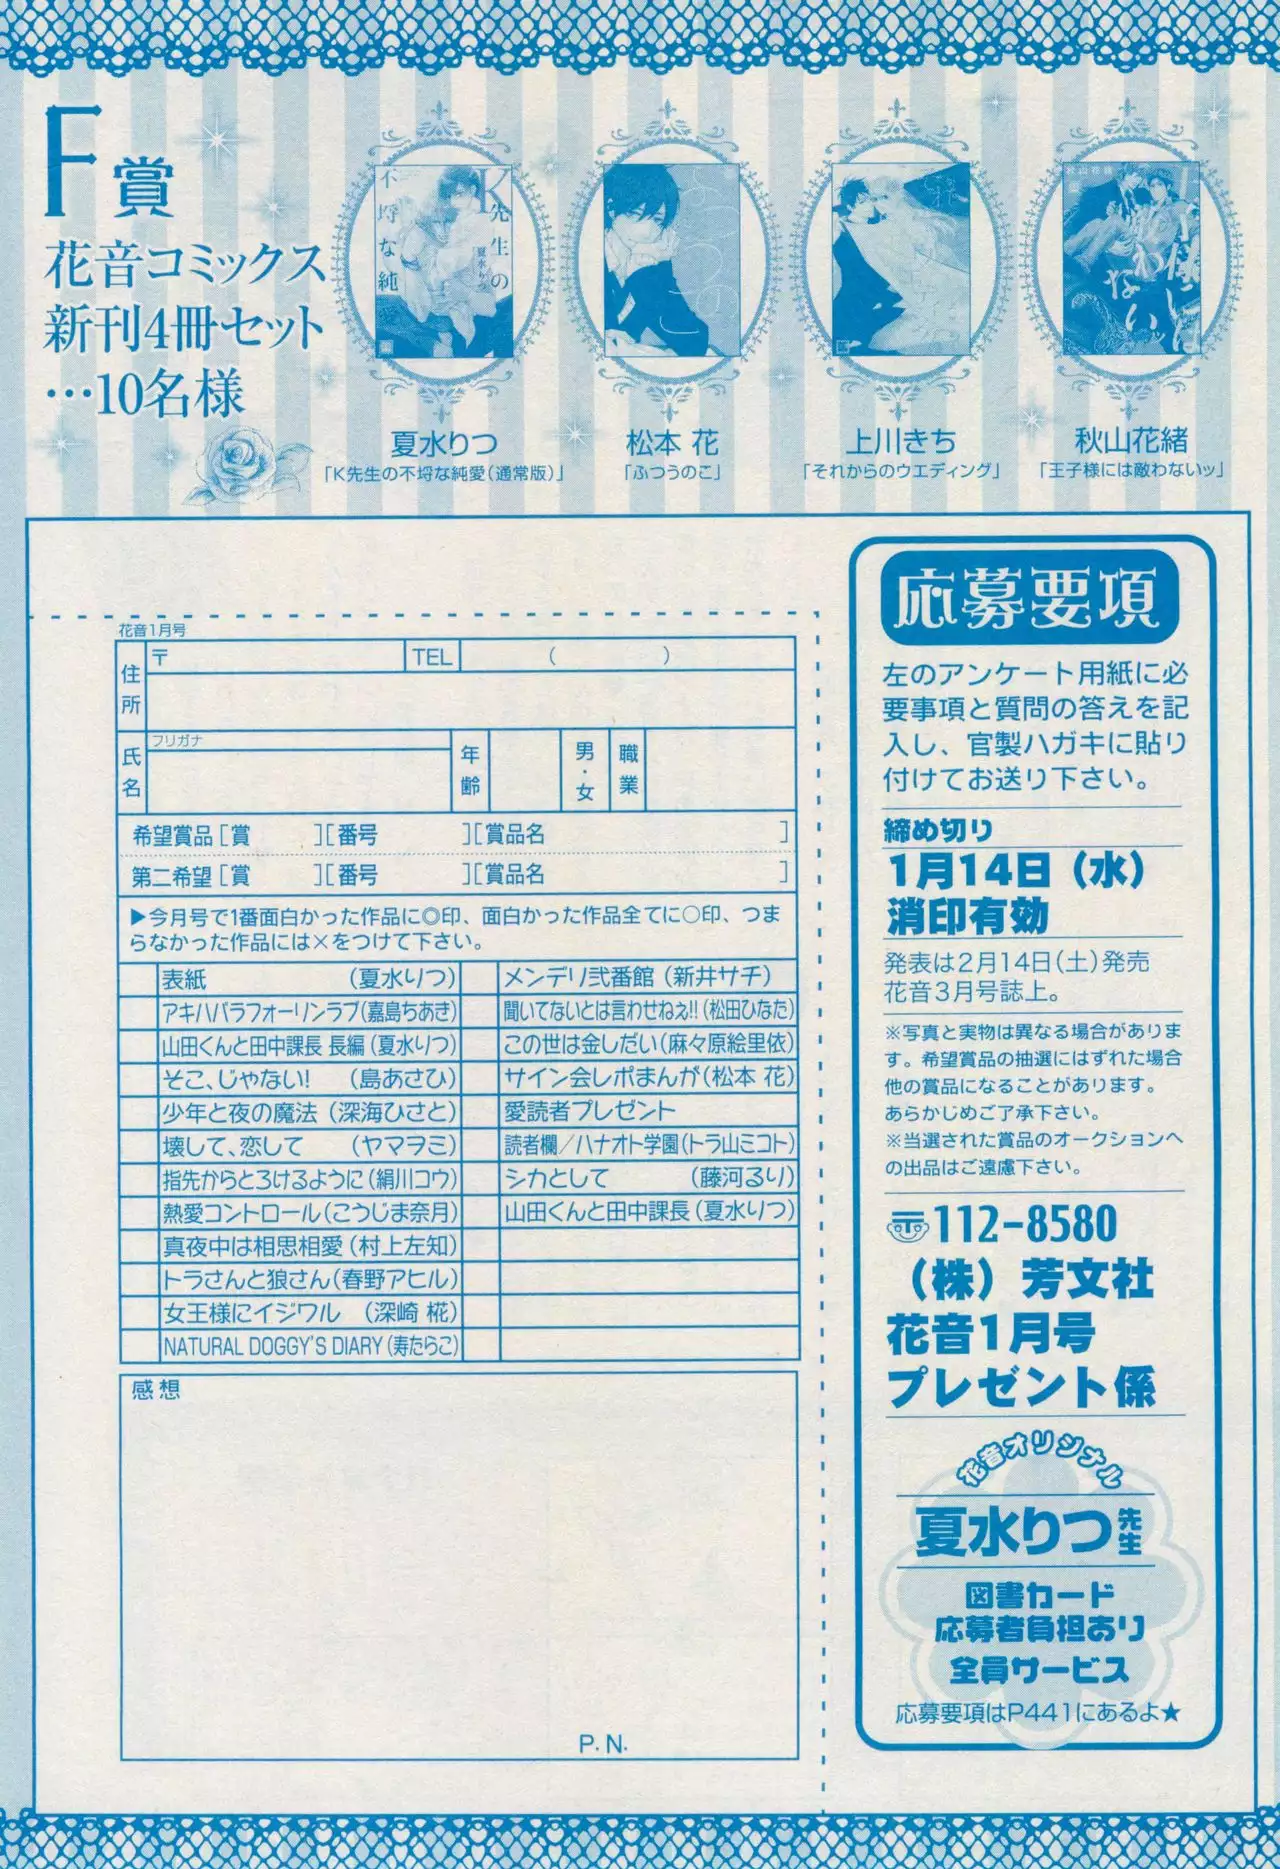 F賞
花音コミックス
新刊4冊セット
…10名様
K先生の
不埒な純
夏水りつ
ふつうのこ
秋山花緒
夏水りつ
「K先生の不埒な純愛（通常版）」
松本 花
「ふつうのこ」
上川きち
「それからのウエディング」
秋山花緒
「王子様には敵わないッ」
花音1月号
住所
〒
TEL
( )
氏名
フリガナ
年齢
男・女
職業
希望賞品［賞 ］［番号 ］［賞品名 ］
第二希望［賞 ］［番号 ］［賞品名 ］
▶今月号で1番面白かった作品に◎印、面白かった作品全てに○印、つま
らなかった作品には×をつけて下さい。
表紙 （夏水りつ）
アキハバラフォーリンラブ（嘉島ちあき）
山田くんと田中課長 長編（夏水りつ）
そこ、じゃない! （島あさひ）
少年と夜の魔法（深海ひさと）
壊して、恋して （ヤマヲミ）
指先からとろけるように（絹川コウ）
熱愛コントロール（こうじま奈月）
真夜中は相思相愛（村上左知）
トラさんと狼さん（春野アヒル）
女王様にイジワル （深崎 椛）
NATURAL DOGGY'S DIARY（寿たらこ）
メンデリ弐番館（新井サチ）
聞いてないとは言わせねぇ!!（松田ひなた）
この世は金しだい（麻々原絵里依）
サイン会レポまんが（松本 花）
愛読者プレゼント
読者欄／ハナオト学園（トラ山ミコト）
シカとして （藤河るり）
山田くんと田中課長（夏水りつ）
感想
P.N.
応募要項
左のアンケート用紙に必
要事項と質問の答えを記
入し、官製ハガキに貼り
付けてお送り下さい。
締め切り
1月14日（水）
消印有効
発表は2月14日（土）発売
花音3月号誌上。
※写真と実物は異なる場合がありま
す。希望賞品の抽選にはずれた場合
他の賞品になることがあります。
あらかじめご了承下さい。
※当選された賞品のオークションへ
の出品はご遠慮下さい。
〒112-8580
（株）芳文社
花音1月号
プレゼント係
花音オリジナル
夏水りつ先生
図書カード
応募者負担あり
全員サービス
応募要項はP441にあるよ★